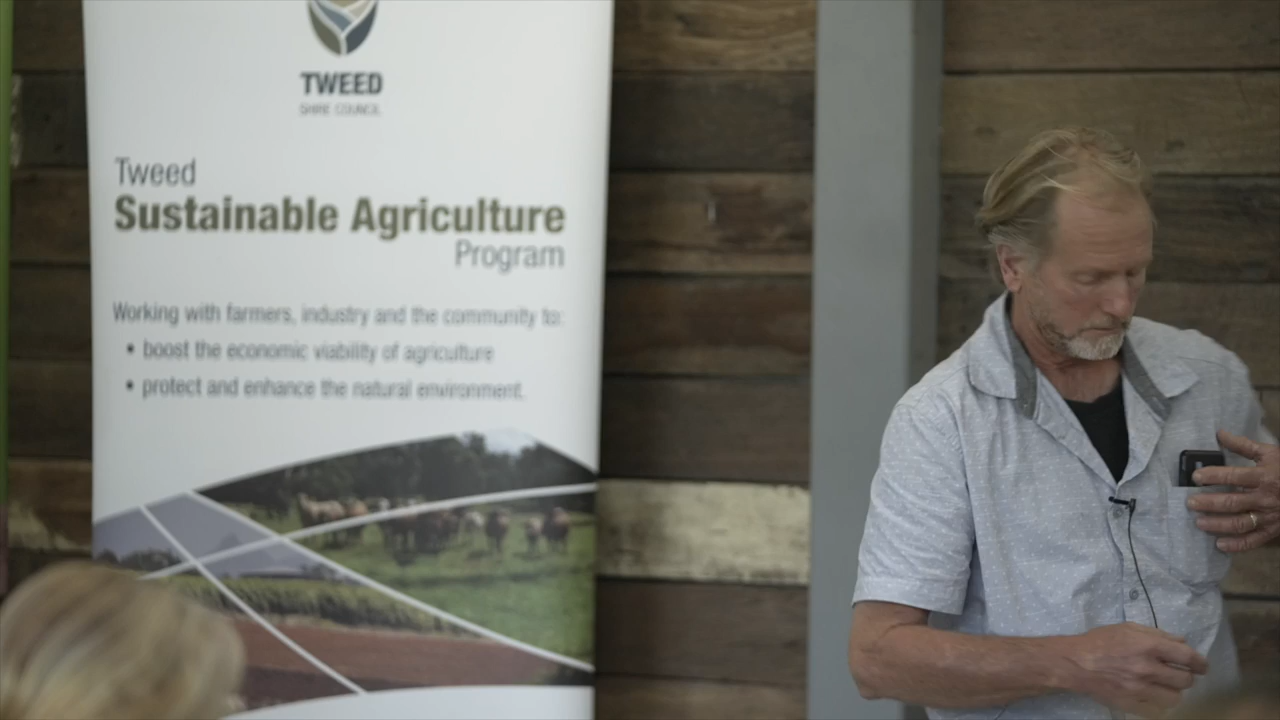 TWEED
SHIRE COUNCIL
Tweed
Sustainable Agriculture
Program
Working with farmers, industry and the community to:
• boost the economic viability of agriculture
• protect and enhance the natural environment.